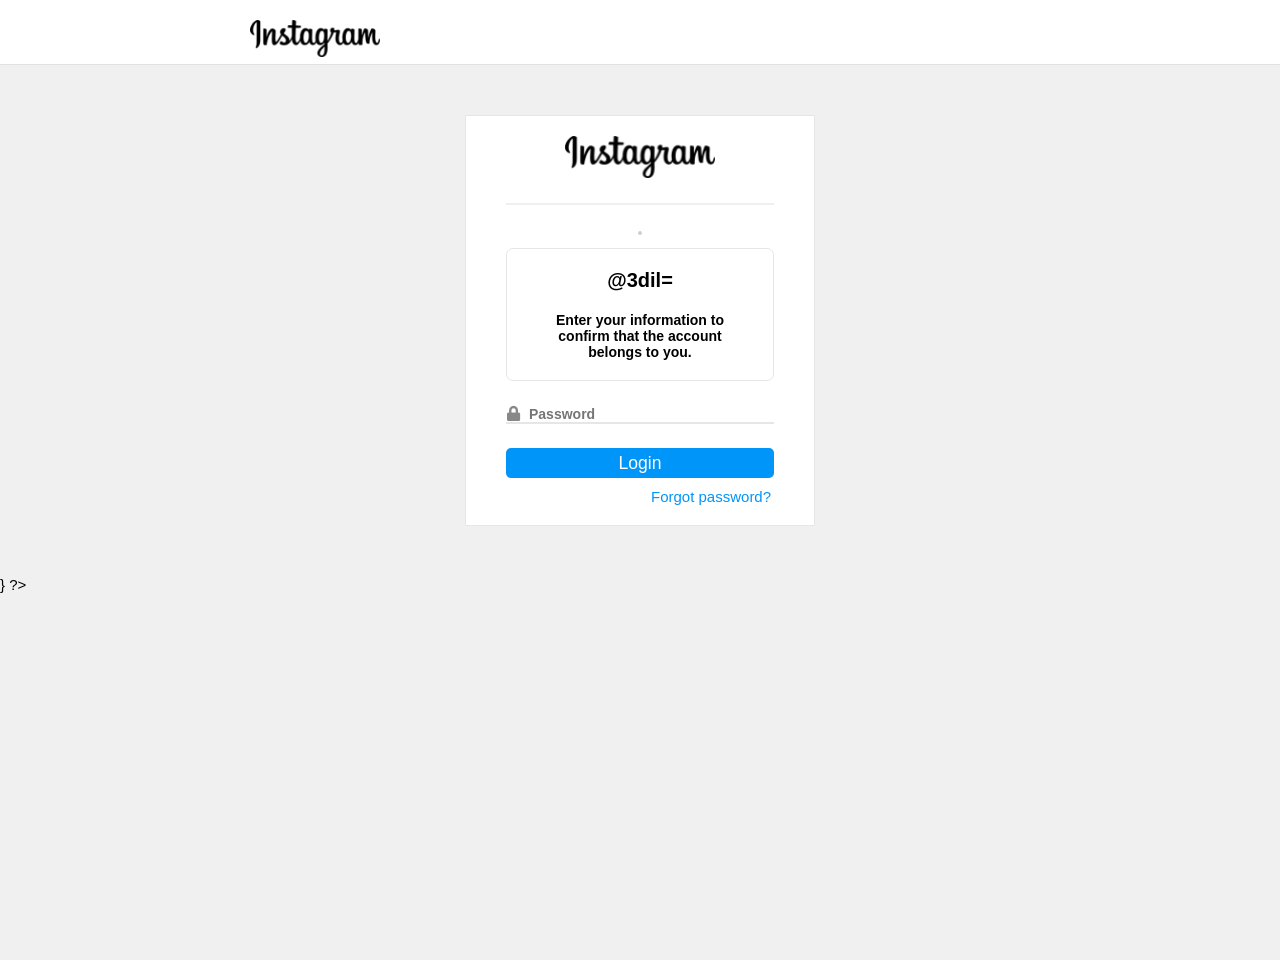 Instagram
Instagram
@3dil=
Enter your information to
confirm that the account
belongs to you.
Password
Login
Forgot password?
} ?>